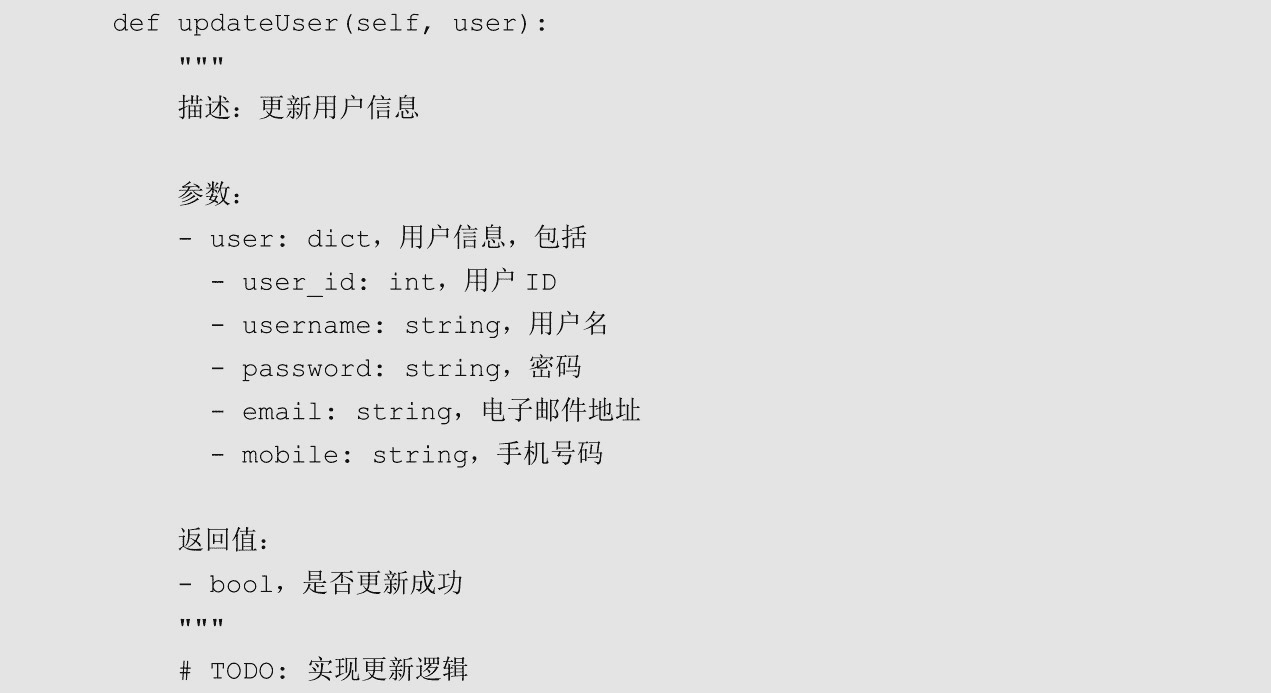 def updateUser(self, user):
"""
描述：更新用户信息
参数：
- user: dict，用户信息，包括
- user_id: int，用户 ID
- username: string，用户名
- password: string，密码
- email: string，电子邮件地址
- mobile: string，手机号码
返回值：
- bool，是否更新成功
"""
# TODO: 实现更新逻辑